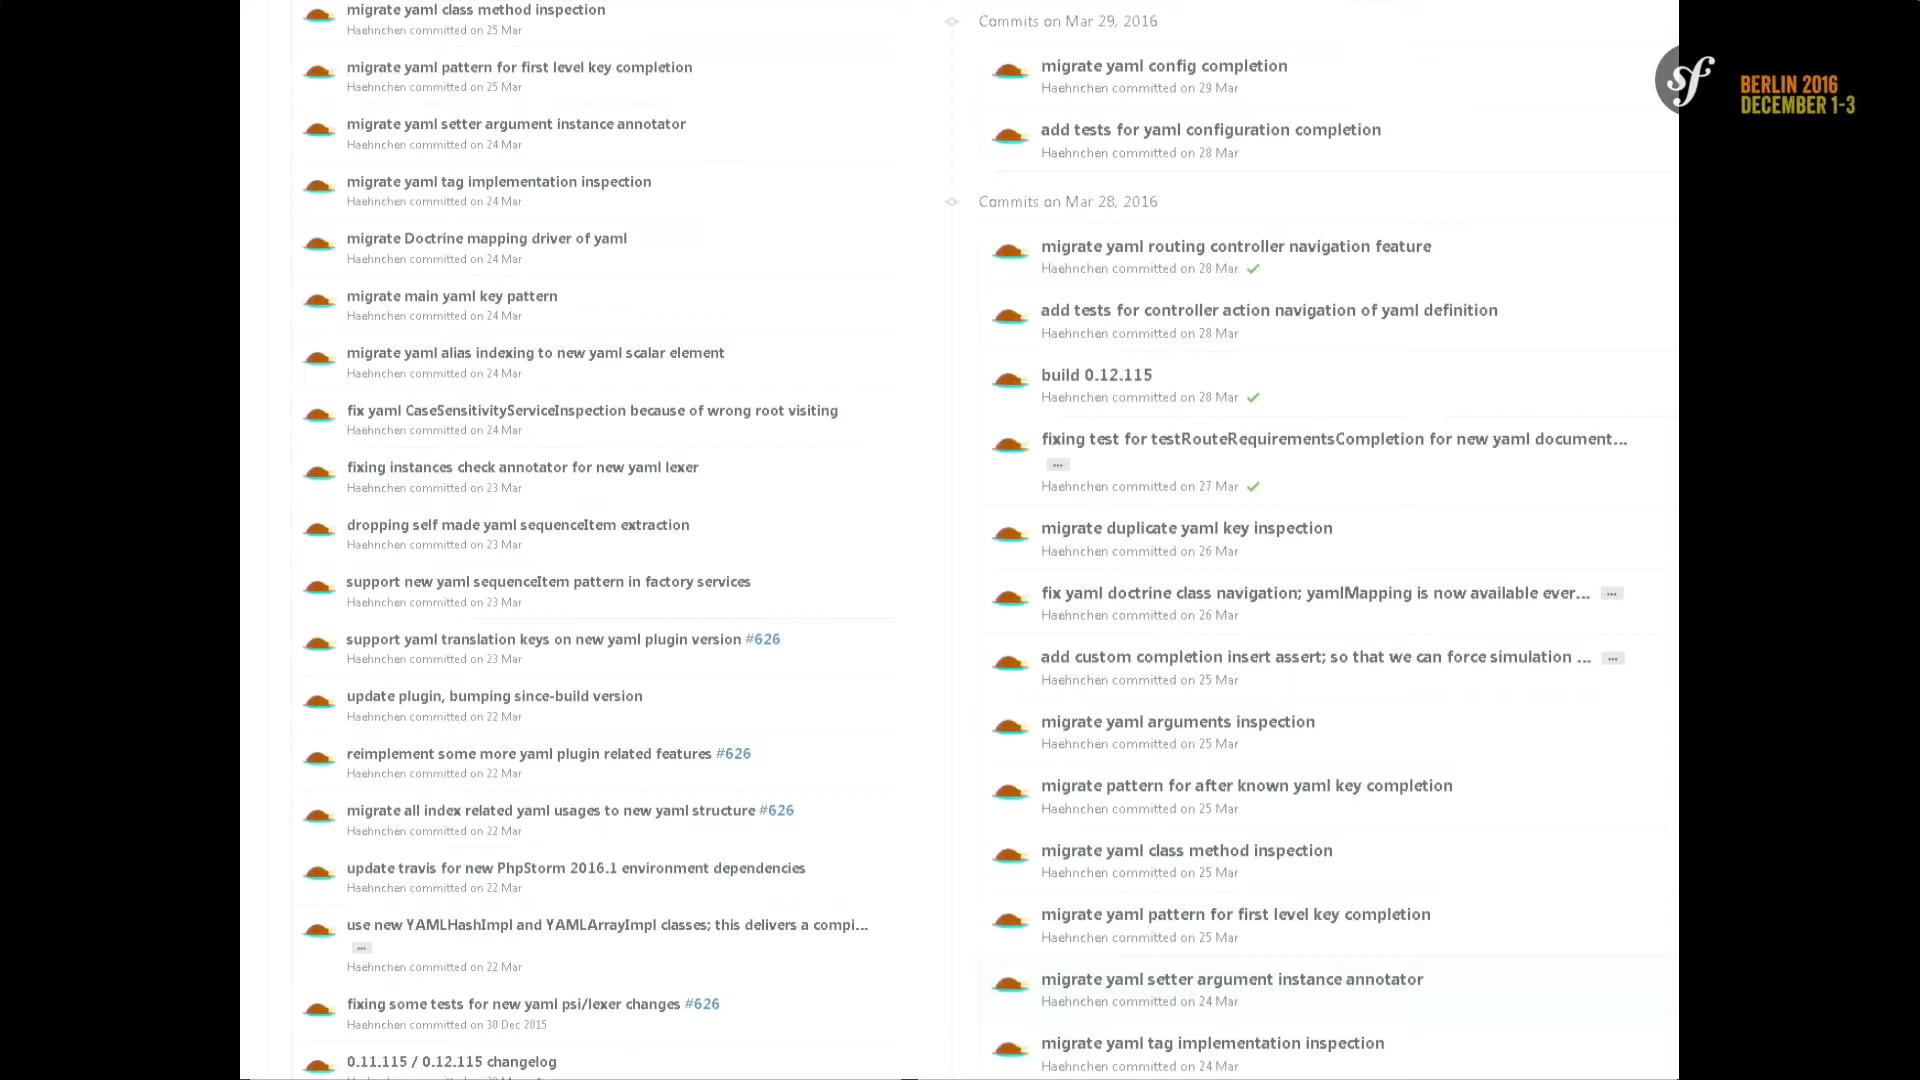 migrate yaml class method inspection
Haehnchen committed on 25 Mar
migrate yaml pattern for first level key completion
Haehnchen committed on 25 Mar
migrate yaml setter argument instance annotator
Haehnchen committed on 24 Mar
migrate yaml tag implementation inspection
Haehnchen committed on 24 Mar
migrate Doctrine mapping driver of yaml
Haehnchen committed on 24 Mar
migrate main yaml key pattern
Haehnchen committed on 24 Mar
migrate yaml alias indexing to new yaml scalar element
Haehnchen committed on 24 Mar
fix yaml CaseSensitivityServiceInspection because of wrong root visiting
Haehnchen committed on 24 Mar
fixing instances check annotator for new yaml lexer
Haehnchen committed on 23 Mar
dropping self made yaml sequenceItem extraction
Haehnchen committed on 23 Mar
support new yaml sequenceItem pattern in factory services
Haehnchen committed on 23 Mar
support yaml translation keys on new yaml plugin version #626
Haehnchen committed on 23 Mar
update plugin, bumping since-build version
Haehnchen committed on 22 Mar
reimplement some more yaml plugin related features #626
Haehnchen committed on 22 Mar
migrate all index related yaml usages to new yaml structure #626
Haehnchen committed on 22 Mar
update travis for new PhpStorm 2016.1 environment dependencies
Haehnchen committed on 22 Mar
use new YAMLHashImpl and YAMLArrayImpl classes; this delivers a compi...
...
Haehnchen committed on 22 Mar
fixing some tests for new yaml psi/lexer changes #626
Haehnchen committed on 30 Dec 2015
0.11.115 / 0.12.115 changelog
Commits on Mar 29, 2016
migrate yaml config completion
Haehnchen committed on 29 Mar
add tests for yaml configuration completion
Haehnchen committed on 28 Mar
Commits on Mar 28, 2016
migrate yaml routing controller navigation feature
Haehnchen committed on 28 Mar
add tests for controller action navigation of yaml definition
Haehnchen committed on 28 Mar
build 0.12.115
Haehnchen committed on 28 Mar
fixing test for testRouteRequirementsCompletion for new yaml document...
...
Haehnchen committed on 27 Mar
migrate duplicate yaml key inspection
Haehnchen committed on 26 Mar
fix yaml doctrine class navigation; yamlMapping is now available ever... ...
Haehnchen committed on 26 Mar
add custom completion insert assert; so that we can force simulation ... ...
Haehnchen committed on 25 Mar
migrate yaml arguments inspection
Haehnchen committed on 25 Mar
migrate pattern for after known yaml key completion
Haehnchen committed on 25 Mar
migrate yaml class method inspection
Haehnchen committed on 25 Mar
migrate yaml pattern for first level key completion
Haehnchen committed on 25 Mar
migrate yaml setter argument instance annotator
Haehnchen committed on 24 Mar
migrate yaml tag implementation inspection
Haehnchen committed on 24 Mar
sf
BERLIN 2016
DECEMBER 1-3